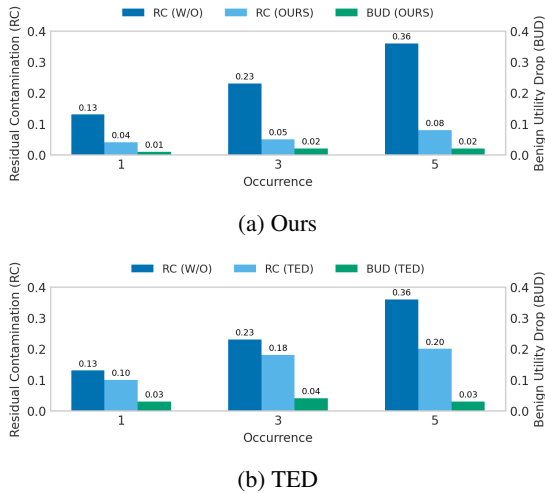 RC (W/O) RC (OURS) BUD (OURS)
Residual Contamination (RC)
0.4
0.3
0.2
0.1
0.0
0.13 0.04 0.01
0.23 0.05 0.02
0.36 0.08 0.02
0.4
0.3
0.2
0.1
0.0
Benign Utility Drop (BUD)
1 3 5
Occurrence
(a) Ours
RC (W/O) RC (TED) BUD (TED)
Residual Contamination (RC)
0.4
0.3
0.2
0.1
0.0
0.13 0.10 0.03
0.23 0.18 0.04
0.36 0.20 0.03
0.4
0.3
0.2
0.1
0.0
Benign Utility Drop (BUD)
1 3 5
Occurrence
(b) TED